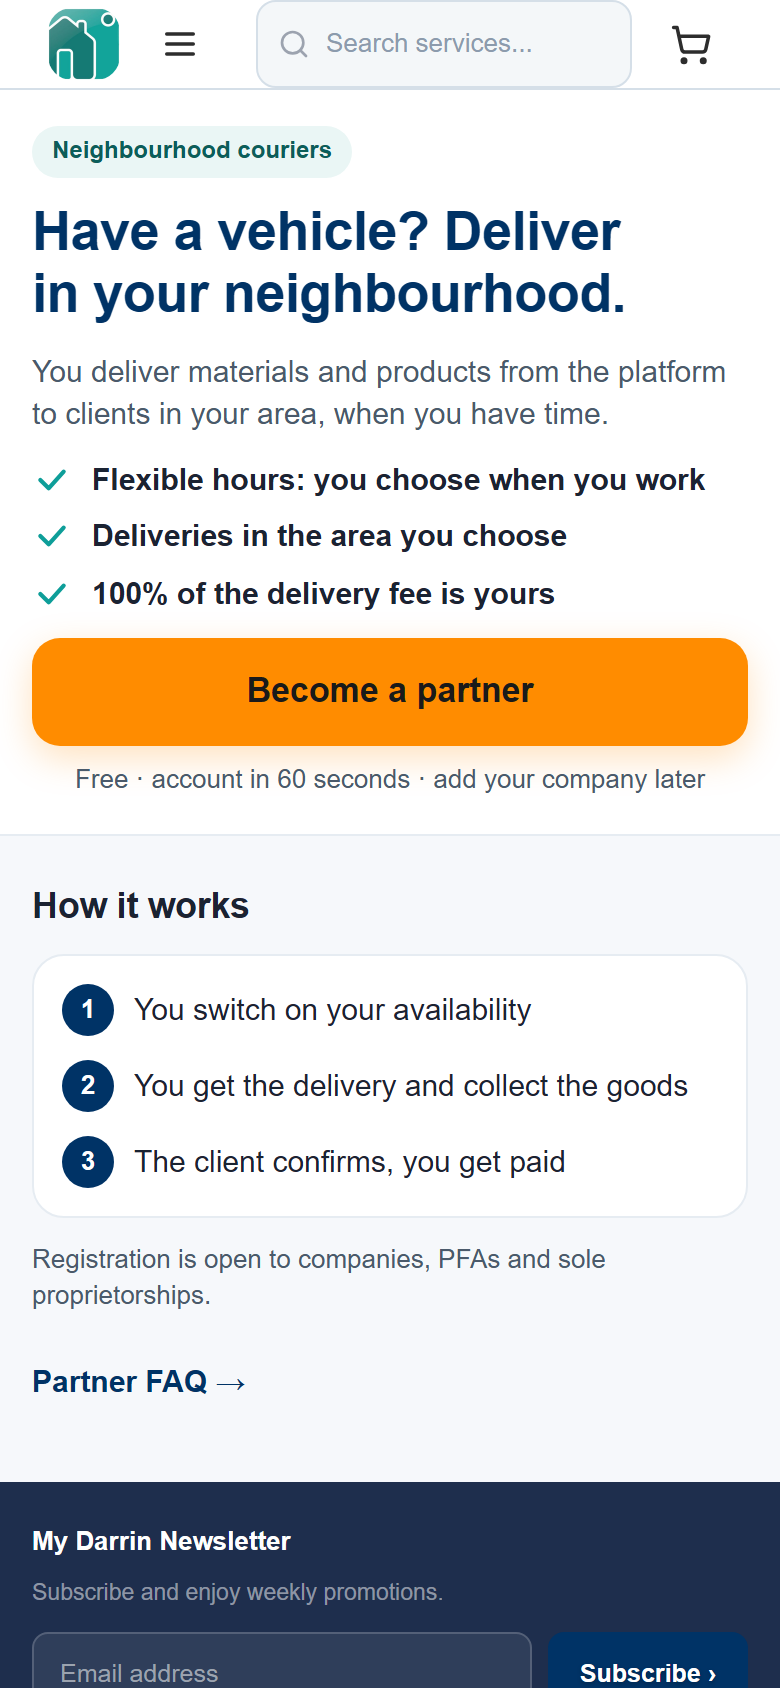 Search services...
Neighbourhood couriers
Have a vehicle? Deliver
in your neighbourhood.
You deliver materials and products from the platform
to clients in your area, when you have time.
Flexible hours: you choose when you work
Deliveries in the area you choose
100% of the delivery fee is yours
Become a partner
Free · account in 60 seconds · add your company later
How it works
1 You switch on your availability
2 You get the delivery and collect the goods
3 The client confirms, you get paid
Registration is open to companies, PFAs and sole
proprietorships.
Partner FAQ →
My Darrin Newsletter
Subscribe and enjoy weekly promotions.
Email address
Subscribe ›